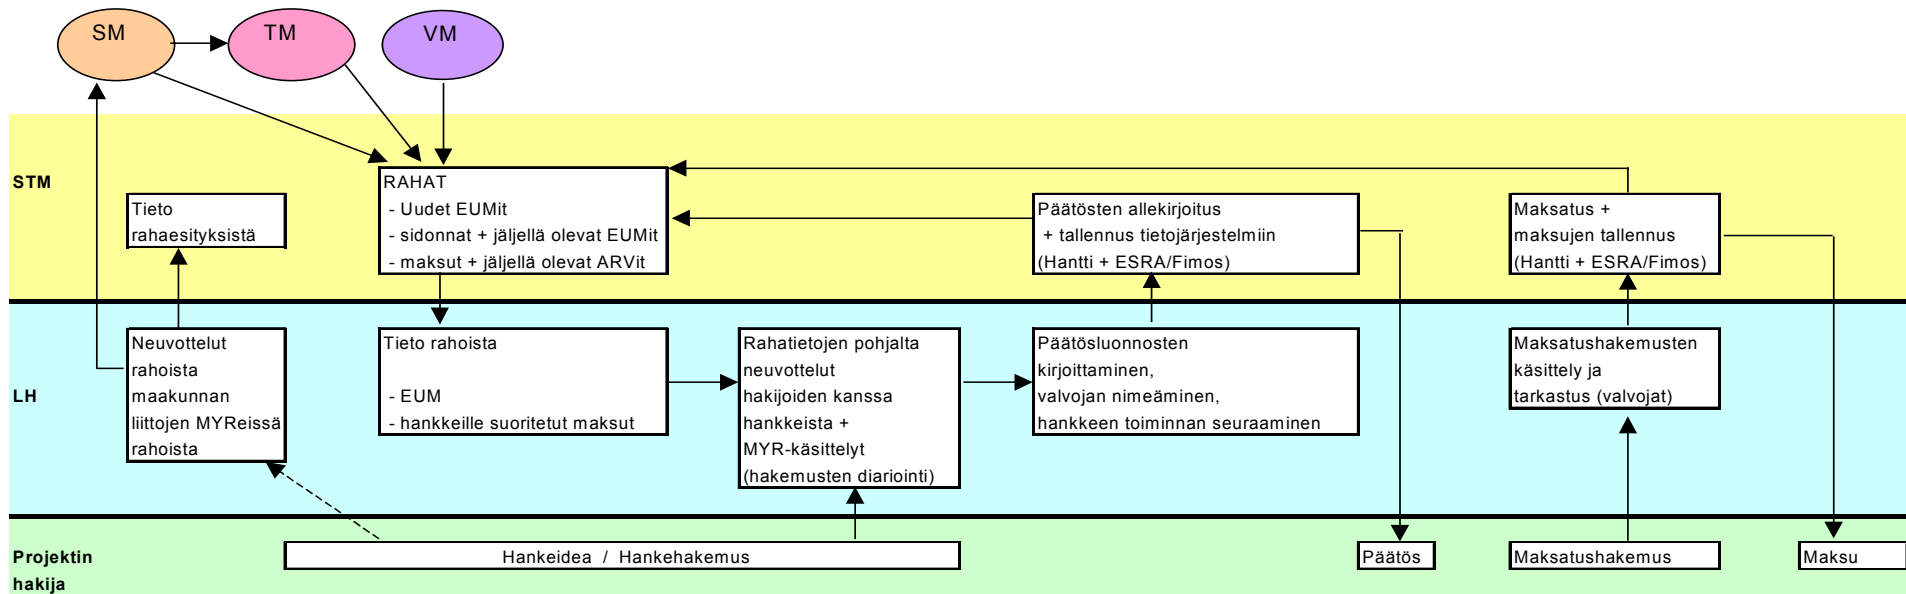 SM
TM
VM
STM
Tieto
rahaesityksistä
RAHAT
- Uudet EUMit
- sidonnat + jäljellä olevat EUMit
- maksut + jäljellä olevat ARVit
Päätösten allekirjoitus
+ tallennus tietojärjestelmiin
(Hantti + ESRA/Fimos)
Maksatus +
maksujen tallennus
(Hantti + ESRA/Fimos)
LH
Neuvottelut
rahoista
maakunnan
liittojen MYReissä
rahoista
Tieto rahoista
- EUM
- hankkeille suoritetut maksut
Rahatietojen pohjalta
neuvottelut
hakijoiden kanssa
hankkeista +
MYR-käsittelyt
(hakemusten diariointi)
Päätösluonnosten
kirjoittaminen,
valvojan nimeäminen,
hankkeen toiminnan seuraaminen
Maksatushakemusten
käsittely ja
tarkastus (valvojat)
Projektin
hakija
Hankeidea / Hankehakemus
Päätös
Maksatushakemus
Maksu